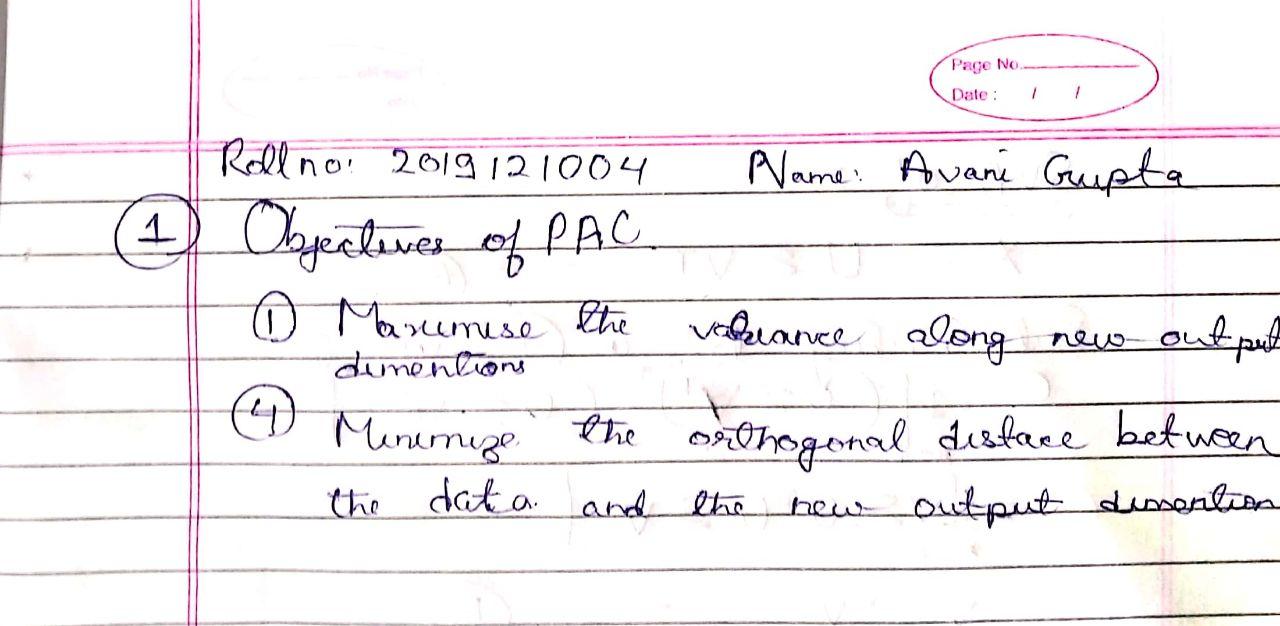 Page No.
Date : / /
Roll no: 2019121004 Name: Avani Gupta
1 Objectives of PAC
1 Maximise the variance along new output
dimentions
4 Minimize the orthogonal distace between
the data and the new output dimention